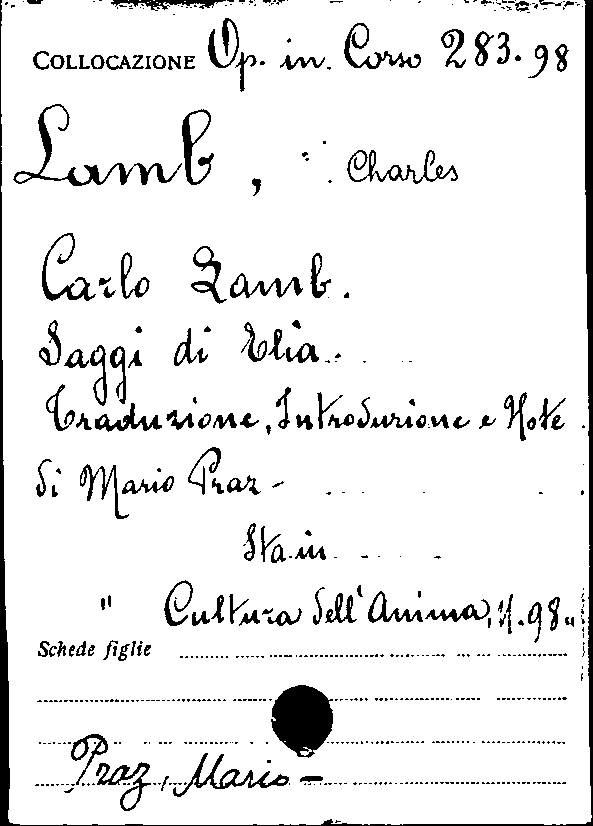 COLLOCAZIONE Op. in Corso 283.98
Lamb, Charles
Carlo Lamb.
Saggi di Elia.
Traduzione, Introduzione e Note
di Mario Praz -
Sta in
" Cultura dell'Anima, N. 98 "
Schede figlie
Praz, Mario -